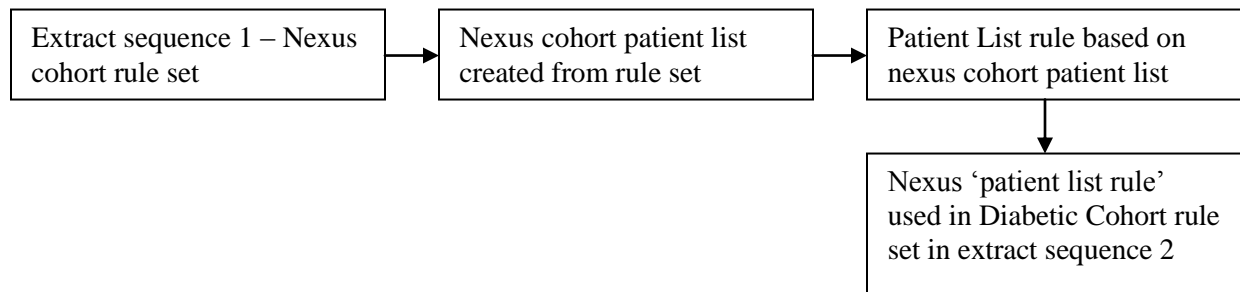 Extract sequence 1 – Nexus
cohort rule set
Nexus cohort patient list
created from rule set
Patient List rule based on
nexus cohort patient list
Nexus ‘patient list rule’
used in Diabetic Cohort rule
set in extract sequence 2